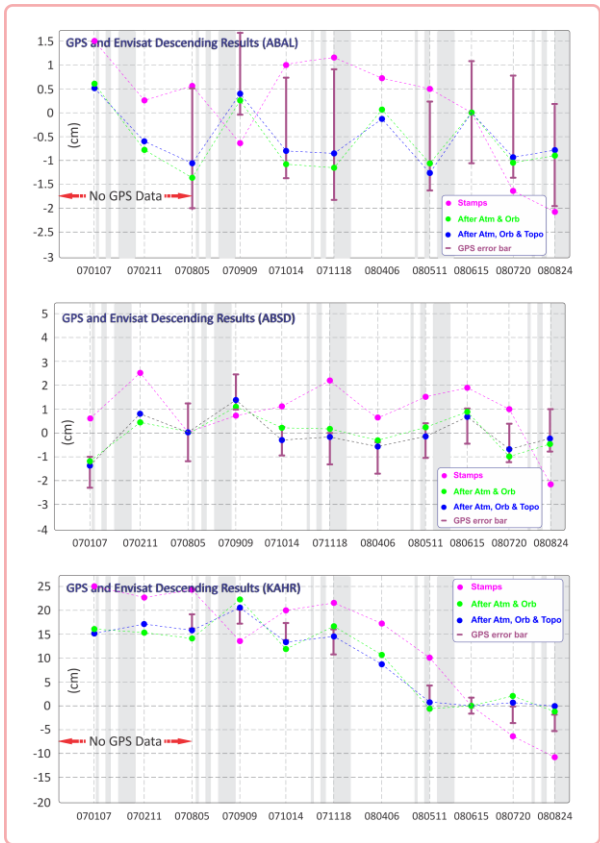 GPS and Envisat Descending Results (ABAL)
1.5
1
0.5
0
-0.5
-1
-1.5
-2
-2.5
-3
(cm)
No GPS Data
Stamps
After Atm & Orb
After Atm, Orb & Topo
GPS error bar
070107 070211 070805 070909 071014 071118 080406 080511 080615 080720 080824
GPS and Envisat Descending Results (ABSD)
5
4
3
2
1
0
-1
-2
-3
-4
(cm)
Stamps
After Atm & Orb
After Atm, Orb & Topo
GPS error bar
070107 070211 070805 070909 071014 071118 080406 080511 080615 080720 080824
GPS and Envisat Descending Results (KAHR)
25
20
15
10
5
0
-5
-10
-15
-20
(cm)
Stamps
After Atm & Orb
After Atm, Orb & Topo
GPS error bar
No GPS Data
070107 070211 070805 070909 071014 071118 080406 080511 080615 080720 080824